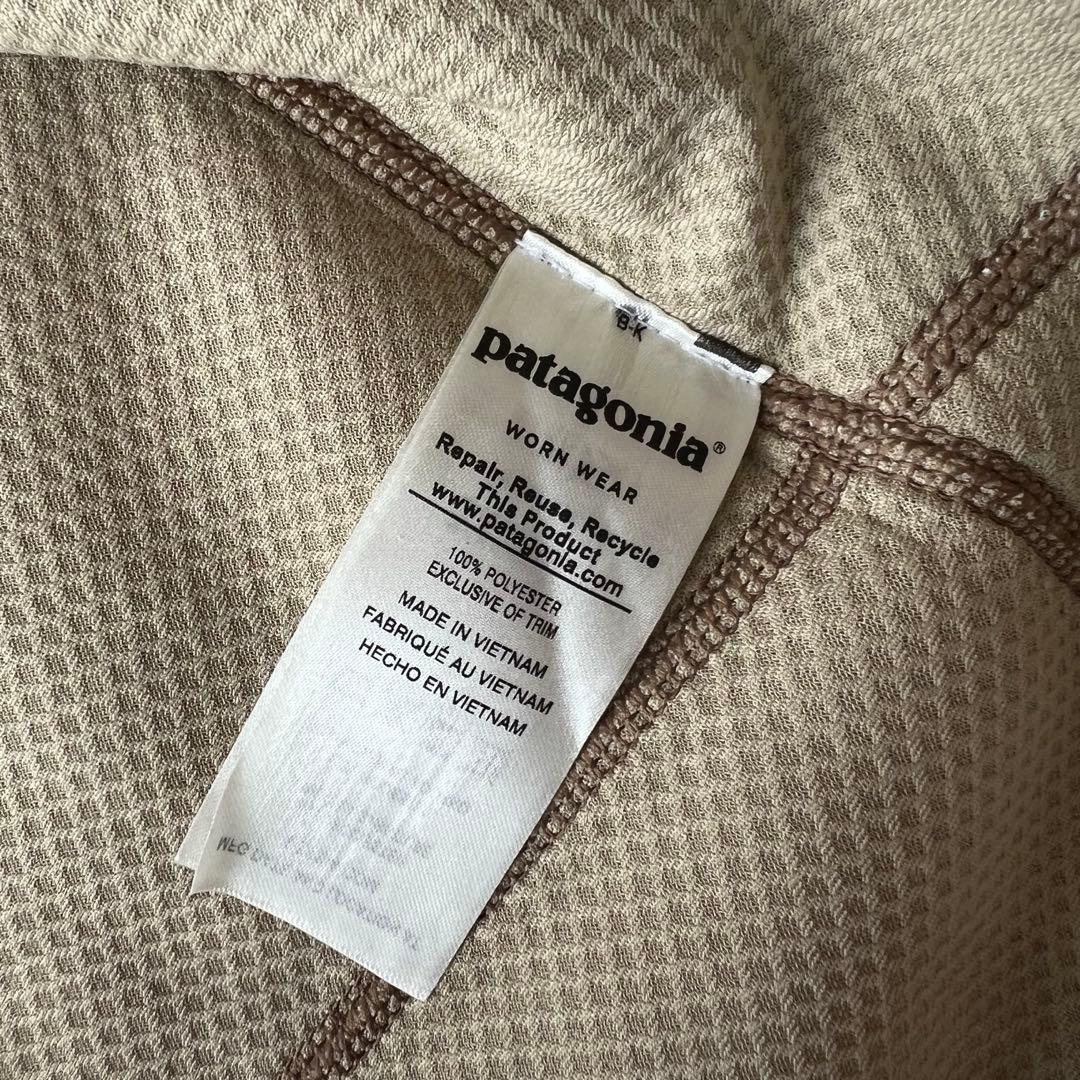 B-K
patagonia®
WORN WEAR
Repair, Reuse, Recycle
This Product
www.patagonia.com
100% POLYESTER
EXCLUSIVE OF TRIM
MADE IN VIETNAM
FABRIQUÉ AU VIETNAM
HECHO EN VIETNAM